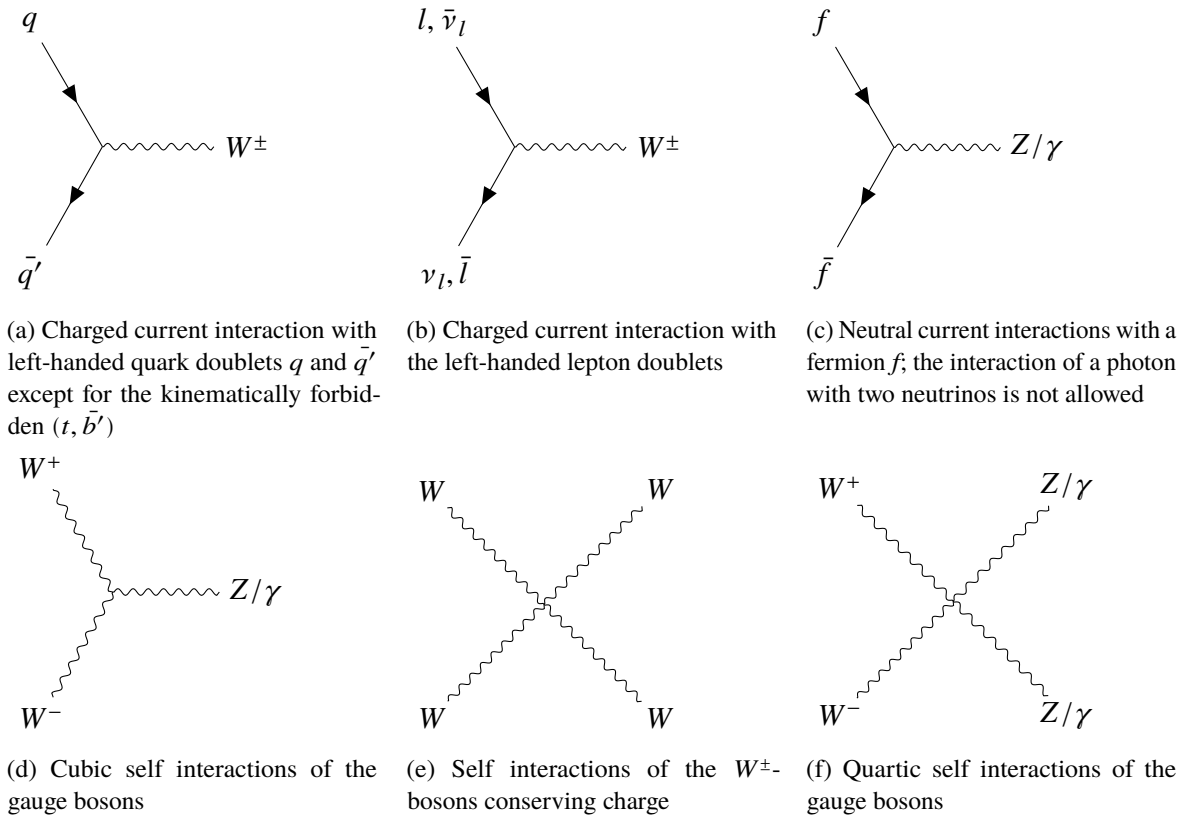 q
W±
q̄′
(a) Charged current interaction with
left-handed quark doublets q and q̄′
except for the kinematically forbid-
den (t, b̄′)
l, ν̄ₗ
W±
νₗ, l̄
(b) Charged current interaction with
the left-handed lepton doublets
f
Z/γ
f̄
(c) Neutral current interactions with a
fermion f; the interaction of a photon
with two neutrinos is not allowed
W⁺
Z/γ
W⁻
(d) Cubic self interactions of the
gauge bosons
W W
W W
(e) Self interactions of the W±-
bosons conserving charge
W⁺ Z/γ
W⁻ Z/γ
(f) Quartic self interactions of the
gauge bosons